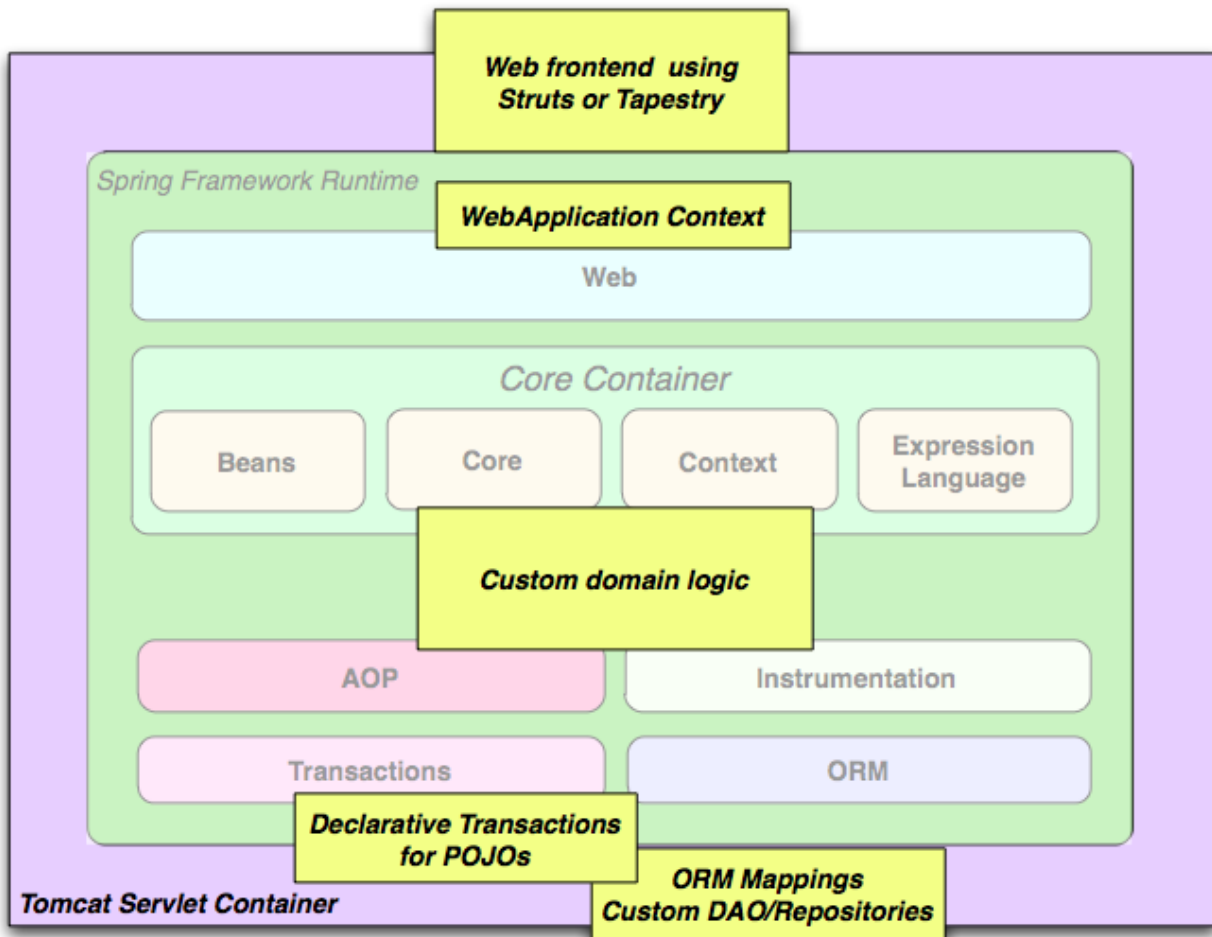 Web frontend using
Struts or Tapestry
Spring Framework Runtime
WebApplication Context
Web
Core Container
Beans
Core
Context
Expression
Language
Custom domain logic
AOP
Instrumentation
Transactions
ORM
Declarative Transactions
for POJOs
ORM Mappings
Custom DAO/Repositories
Tomcat Servlet Container